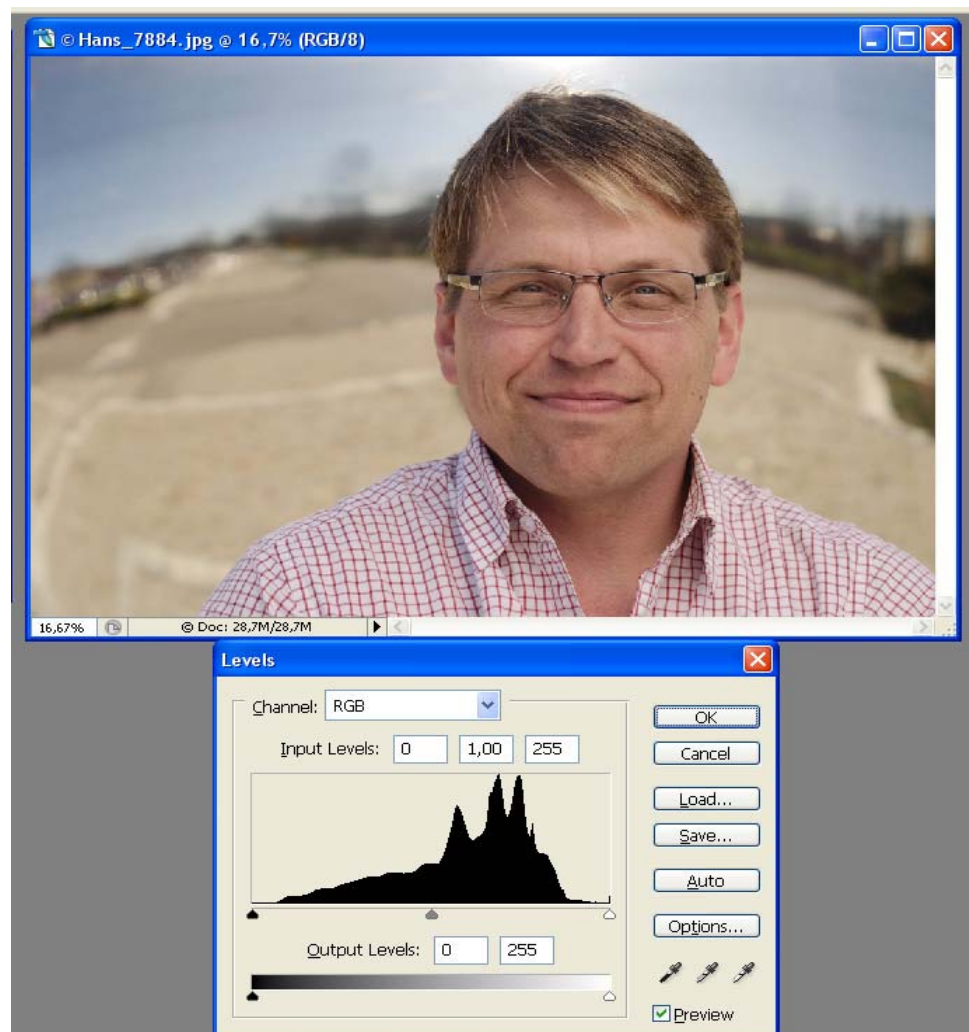 © Hans_7884.jpg @ 16,7% (RGB/8)
16,67% © Doc: 28,7M/28,7M
Levels
Channel: RGB
OK
Input Levels: 0 1,00 255
Cancel
Load...
Save...
Auto
Options...
Output Levels: 0 255
Preview